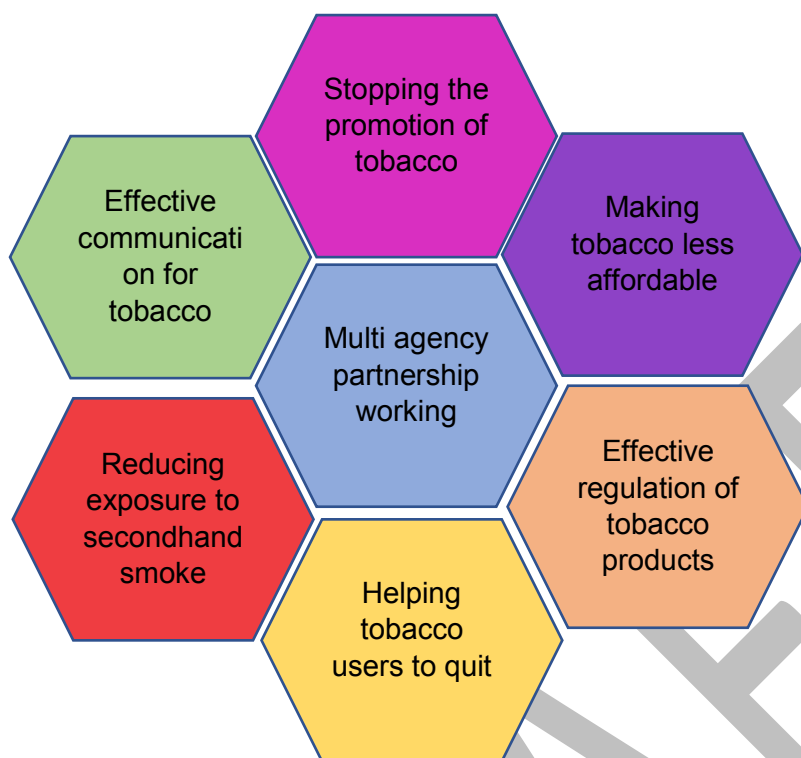 Stopping the
promotion of
tobacco
Effective
communicati
on for
tobacco
Making
tobacco less
affordable
Multi agency
partnership
working
Reducing
exposure to
secondhand
smoke
Effective
regulation of
tobacco
products
Helping
tobacco
users to quit